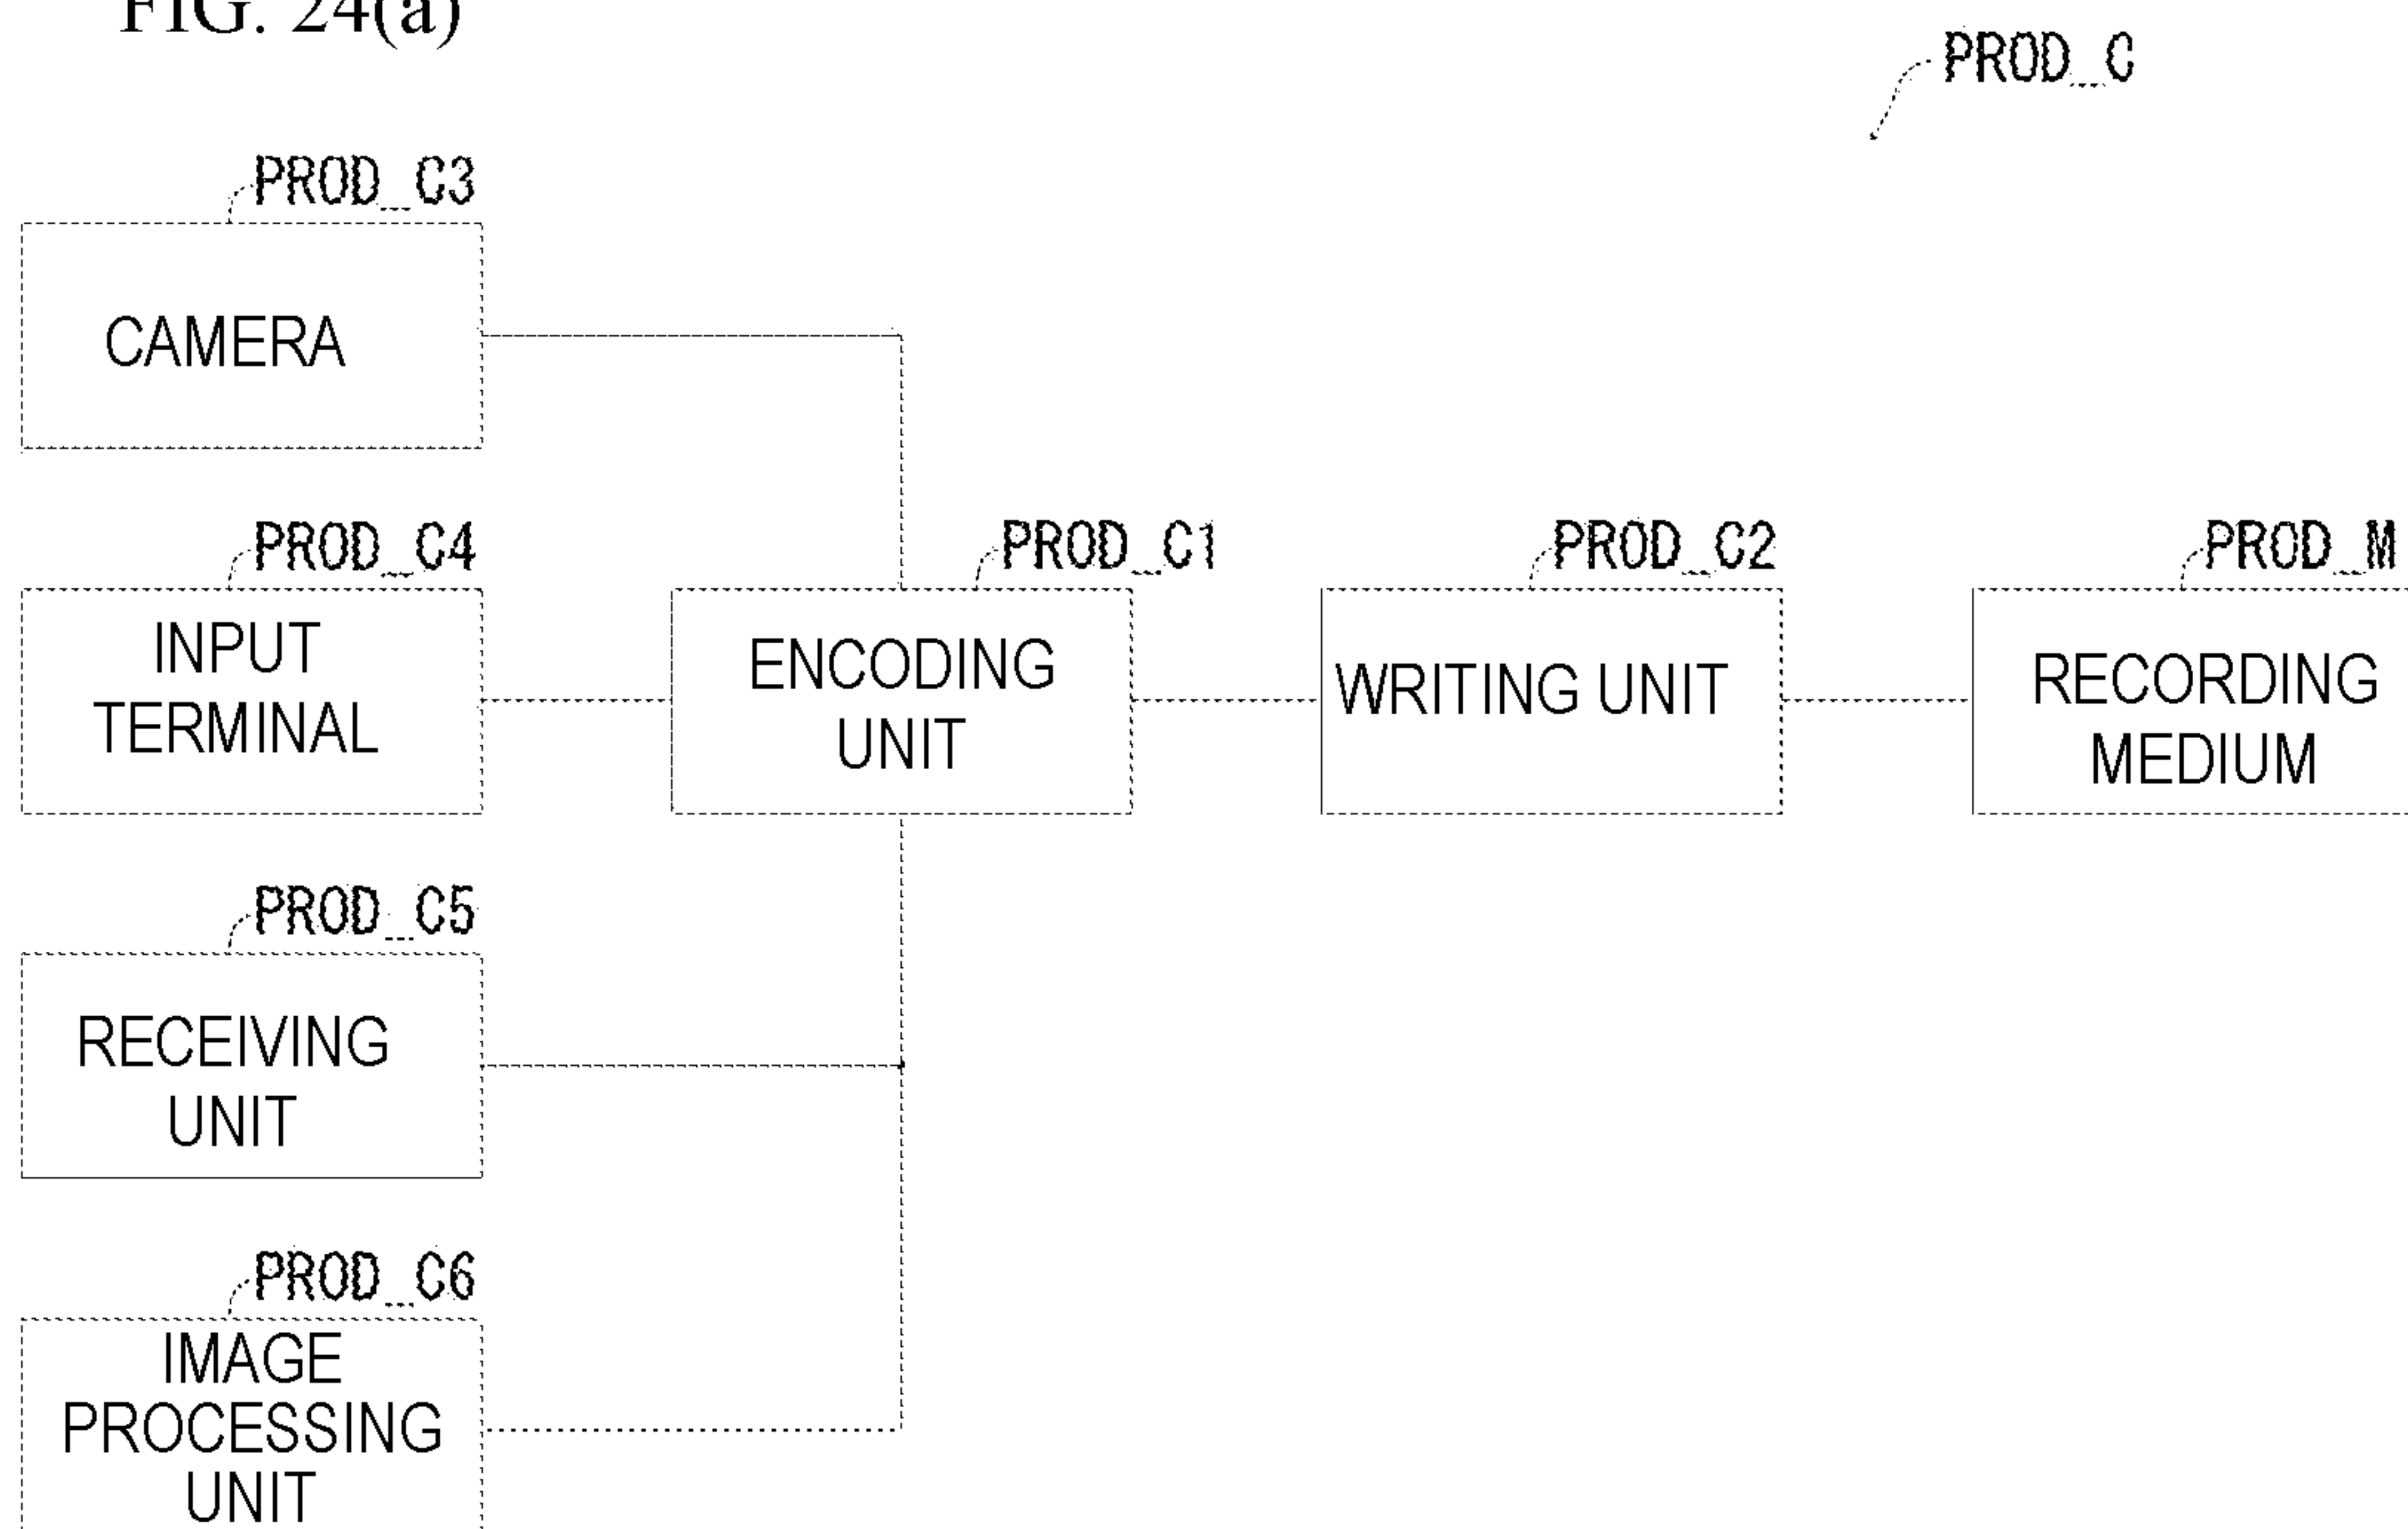 FIG. 24(a)
PROD_C
PROD_C3
CAMERA
PROD_C4
INPUT
TERMINAL
PROD_C1
ENCODING
UNIT
PROD_C2
WRITING UNIT
PROD_M
RECORDING
MEDIUM
PROD_C5
RECEIVING
UNIT
PROD_C6
IMAGE
PROCESSING
UNIT